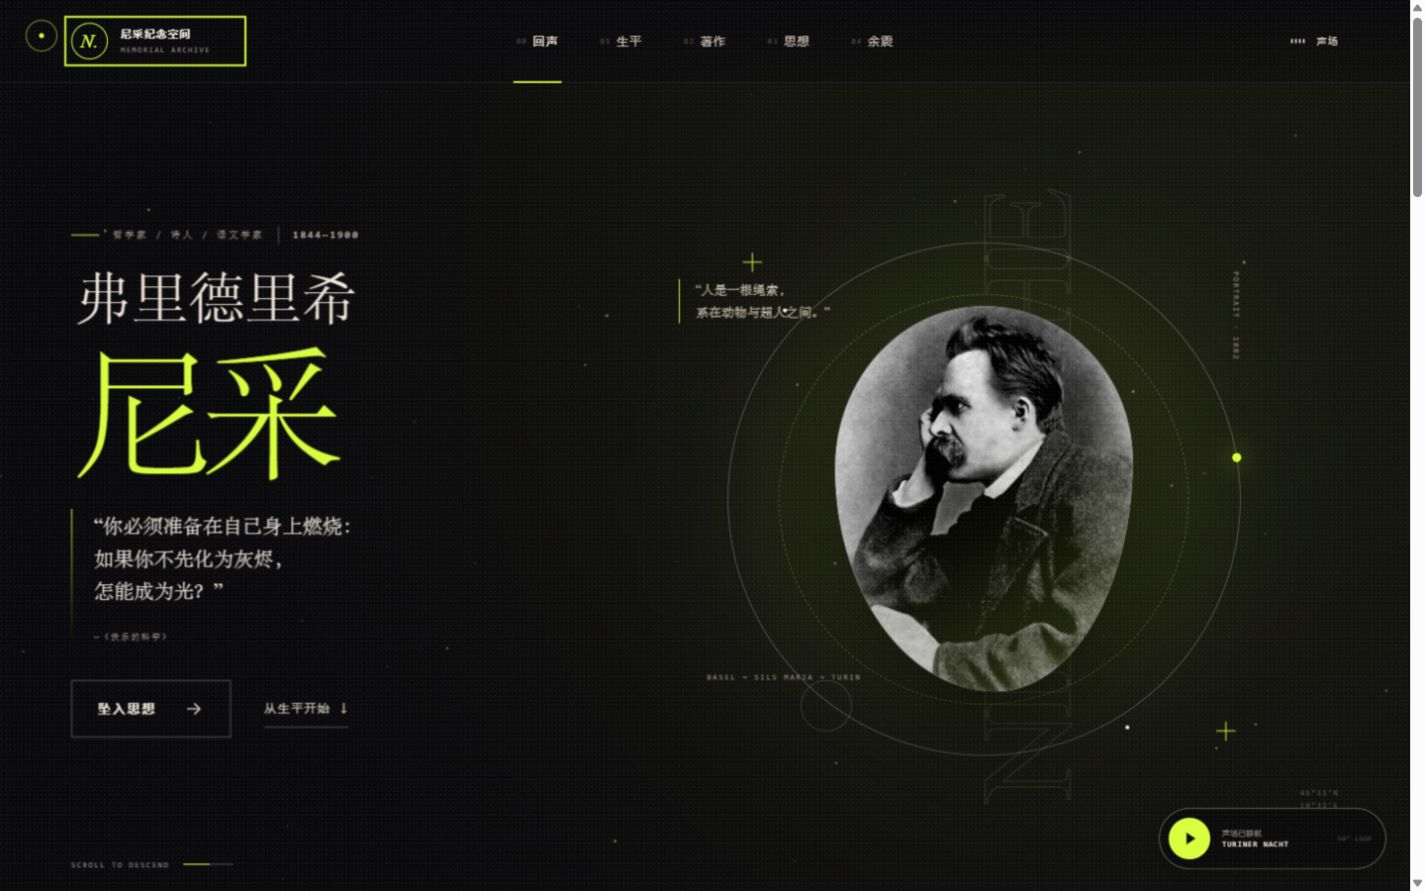 N.
尼采纪念空间
MEMORIAL ARCHIVE
00 回声
01 生平
02 著作
03 思想
04 余震
声场
哲学家 / 诗人 / 语文学家
1844—1900
弗里德里希
尼采
“你必须准备在自己身上燃烧：
如果你不先化为灰烬，
怎能成为光？”
—《快乐的科学》
坠入思想 →
从生平开始 ↓
SCROLL TO DESCEND
“人是一根绳索，
系在动物与超人之间。”
PORTRAIT · 1882
BASEL → SILS MARIA → TURIN
46°31'N
10°31'E
声场已静默
TURINER NACHT
LOOP